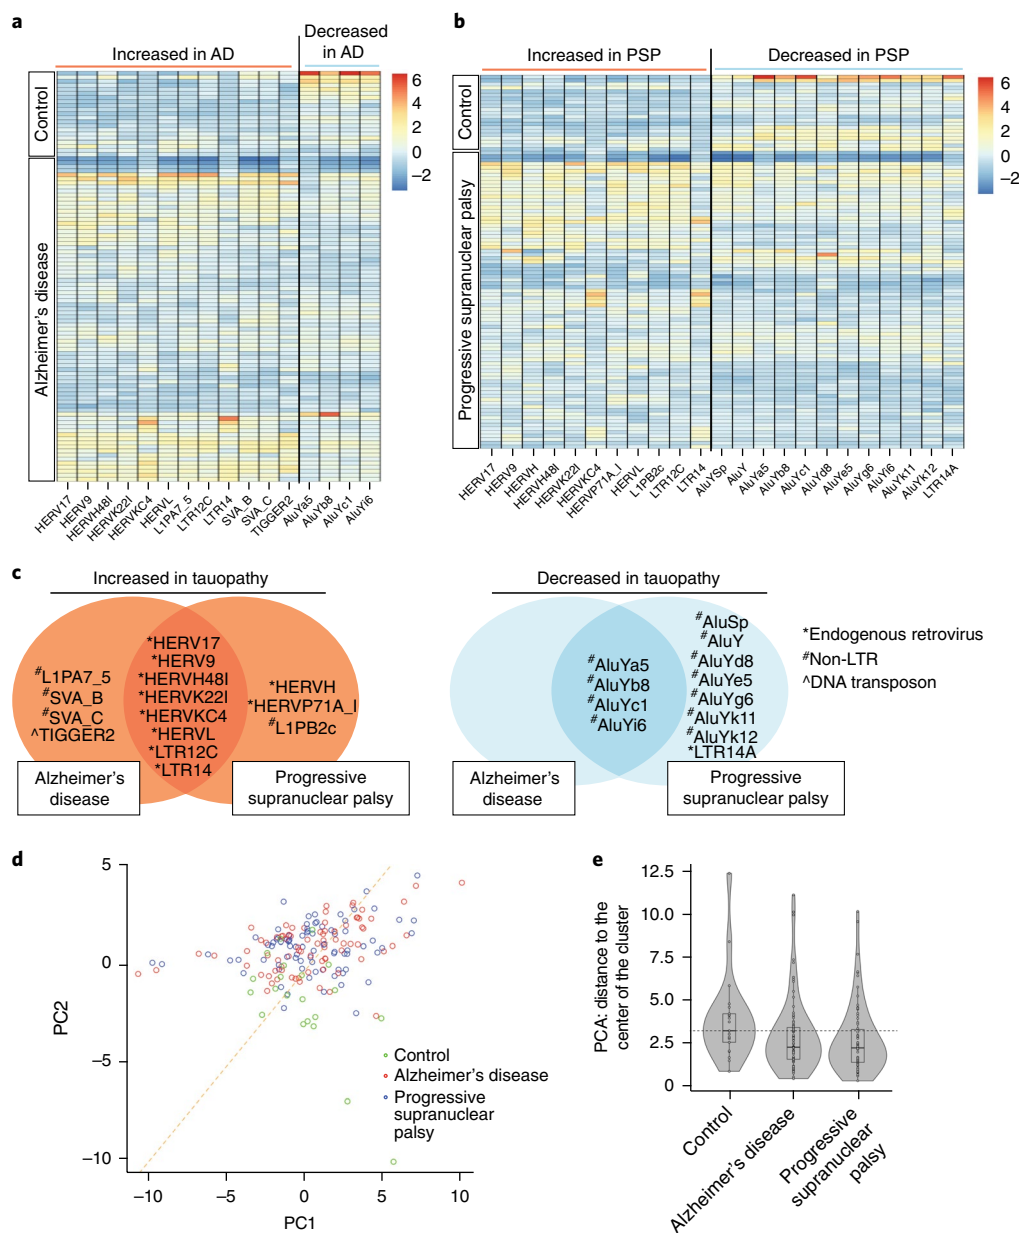 a
Increased in AD
Decreased
in AD
Control
Alzheimer's disease
6
4
2
0
–2
HERV17
HERV9
HERVH48I
HERVK22I
HERVKC4
HERVL
L1PA7_5
LTR12C
LTR14
SVA_B
SVA_C
TIGGER2
AluYa5
AluYb8
AluYc1
AluYi6
b
Increased in PSP
Decreased in PSP
Control
Progressive supranuclear palsy
6
4
2
0
–2
HERV17
HERV9
HERVH
HERVH48I
HERVK22I
HERVKC4
HERVP71A_I
HERVL
L1PB2c
LTR12C
LTR14
AluYSp
AluY
AluYa5
AluYb8
AluYc1
AluYd8
AluYe5
AluYg6
AluYi6
AluYk11
AluYk12
LTR14A
c
Increased in tauopathy
#L1PA7_5
#SVA_B
#SVA_C
^TIGGER2
*HERV17
*HERV9
*HERVH48I
*HERVK22I
*HERVKC4
*HERVL
*LTR12C
*LTR14
*HERVH
*HERVP71A_I
#L1PB2c
Alzheimer's
disease
Progressive
supranuclear palsy
Decreased in tauopathy
#AluYa5
#AluYb8
#AluYc1
#AluYi6
#AluSp
#AluY
#AluYd8
#AluYe5
#AluYg6
#AluYk11
#AluYk12
*LTR14A
Alzheimer's
disease
Progressive
supranuclear palsy
*Endogenous retrovirus
#Non-LTR
^DNA transposon
d
PC2
5
0
–5
–10
–10
–5
0
5
10
PC1
Control
Alzheimer's disease
Progressive
supranuclear
palsy
e
PCA: distance to the
center of the cluster
12.5
10.0
5.0
2.5
0
Control
Alzheimer's disease
Progressive
supranuclear
palsy